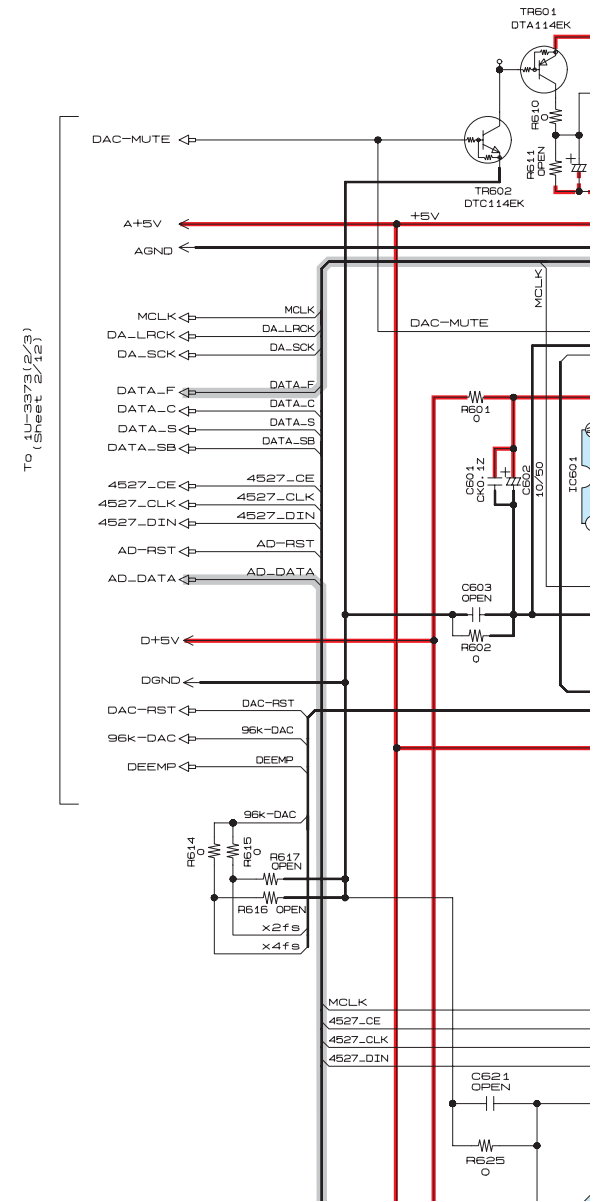 TR601
DTA114EK
R610
0
R611
OPEN
DAC-MUTE
TR602
DTC114EK
+
A+5V
+5V
AGND
MCLK
MCLK
MCLK
DAC-MUTE
DA_LRCK
DA_LRCK
DA_SCK
DA_SCK
To 1U-3373(2/3)
(Sheet 2/12)
DATA_F
DATA_F
DATA_C
DATA_C
DATA_S
DATA_S
DATA_SB
DATA_SB
R601
0
C601
CK0.1Z
+
C602
10/50
IC601
4527_CE
4527_CE
4527_CLK
4527_CLK
4527_DIN
4527_DIN
AD-RST
AD-RST
AD_DATA
AD_DATA
C603
OPEN
R602
0
D+5V
DGND
DAC-RST
DAC-RST
96k-DAC
96k-DAC
DEEMP
DEEMP
96k-DAC
R614
0
R615
0
R617
OPEN
R616 OPEN
x2fs
x4fs
MCLK
4527_CE
4527_CLK
4527_DIN
C621
OPEN
R625
0